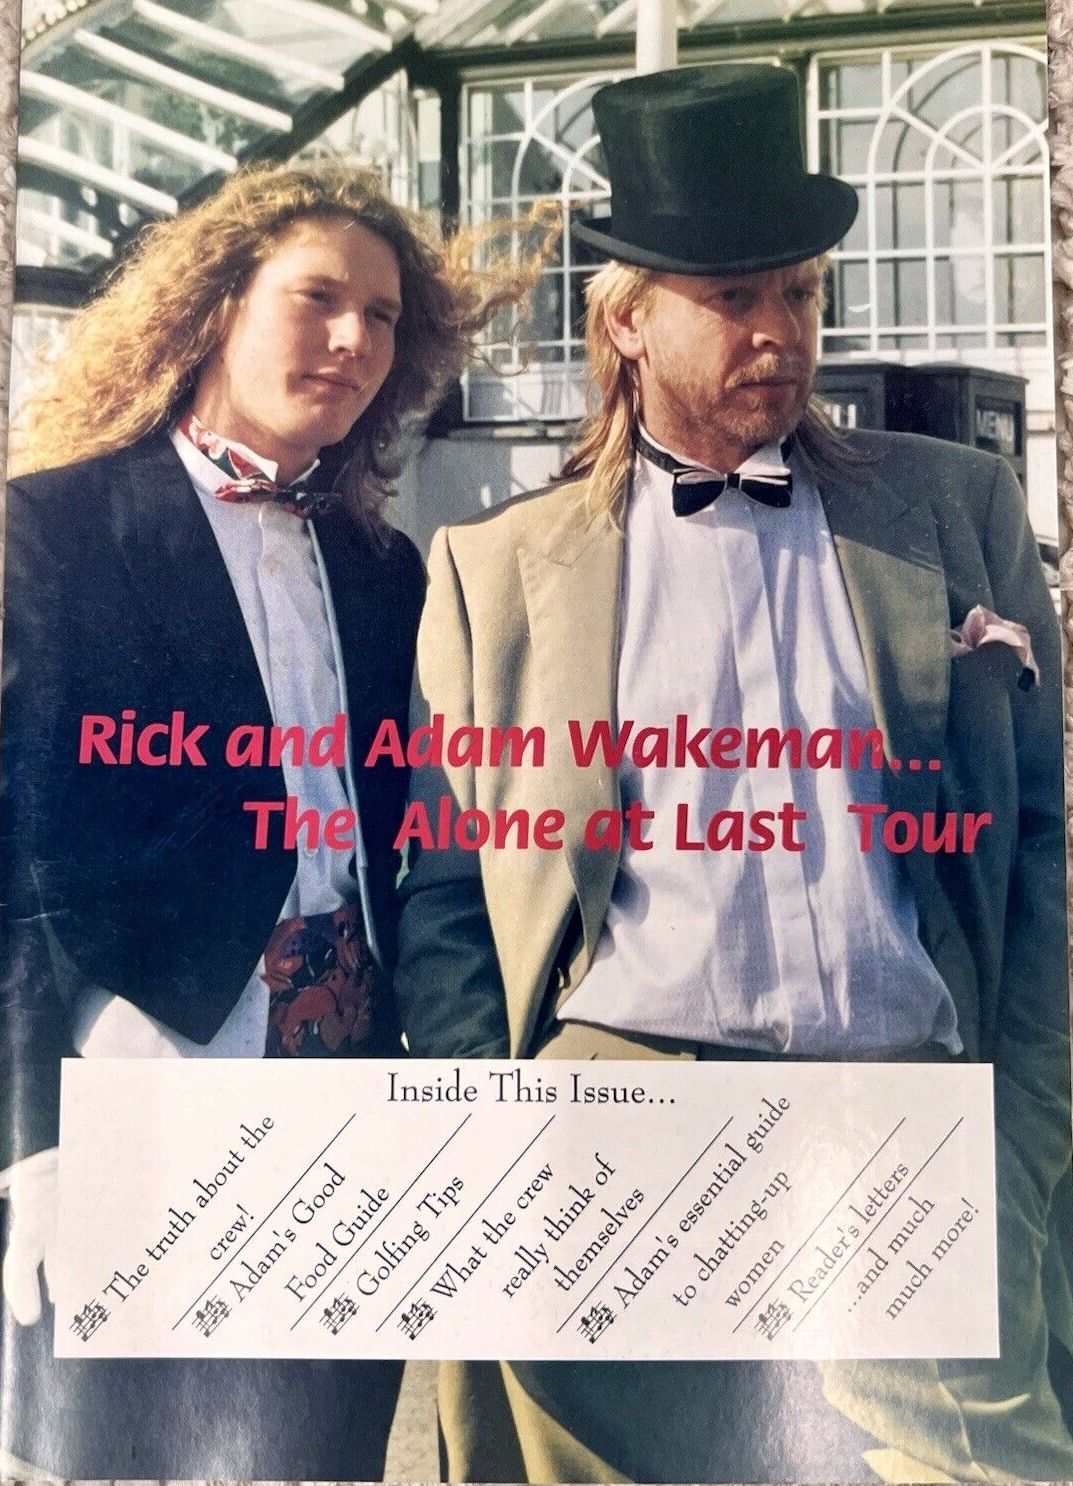 MENU
Rick and Adam Wakeman...
The Alone at Last Tour
Inside This Issue...
The truth about the
crew!
Adam's Good
Food Guide
Golfing Tips
What the crew
really think of
themselves
Adam's essential guide
to chatting-up
women
Reader's letters
...and much
much more!